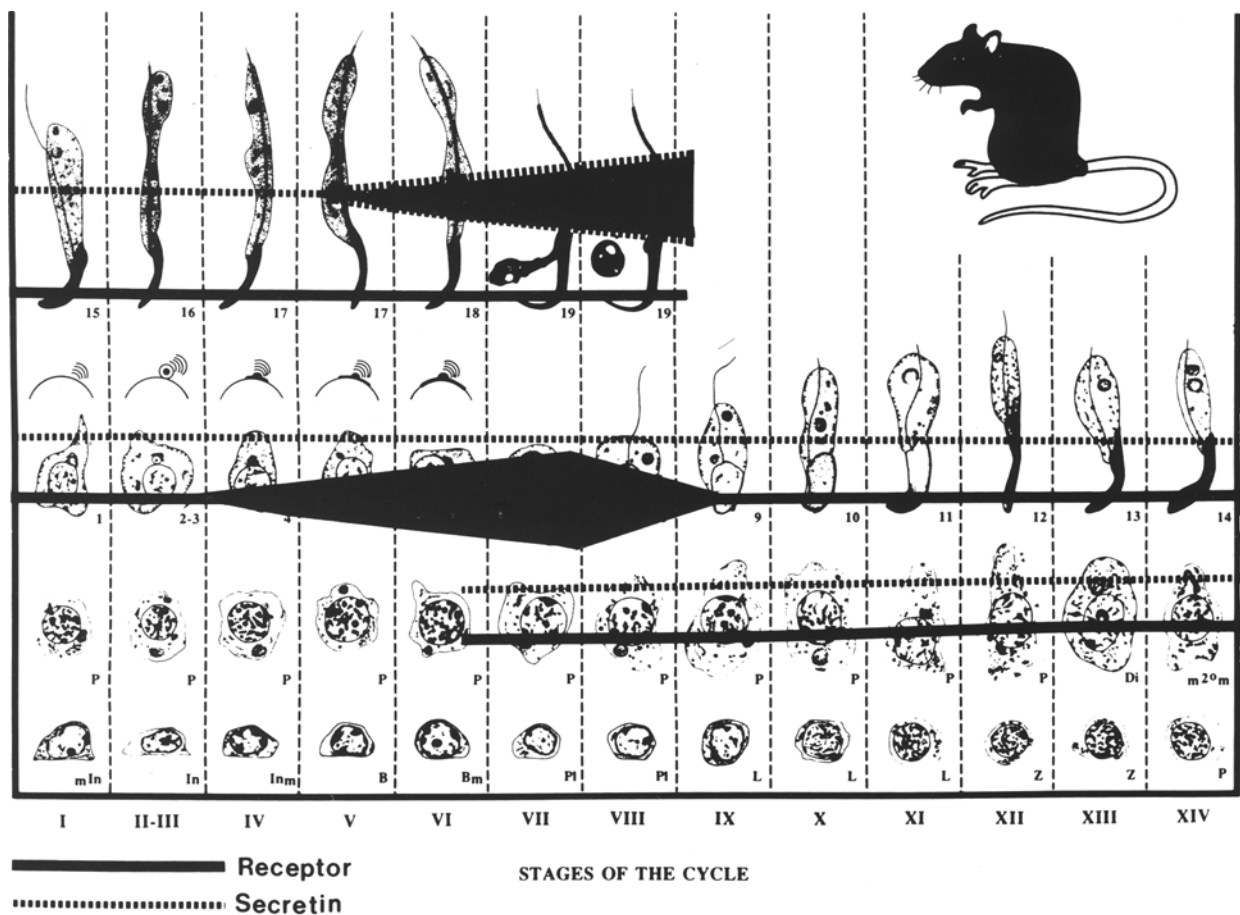 15 16 17 17 18 19 19
1 2-3 4 9 10 11 12 13 14
P P P P P P P P P P P Di m2om
mIn In Inm B Bm Pl Pl L L L Z Z P
I II-III IV V VI VII VIII IX X XI XII XIII XIV
Receptor
STAGES OF THE CYCLE
Secretin